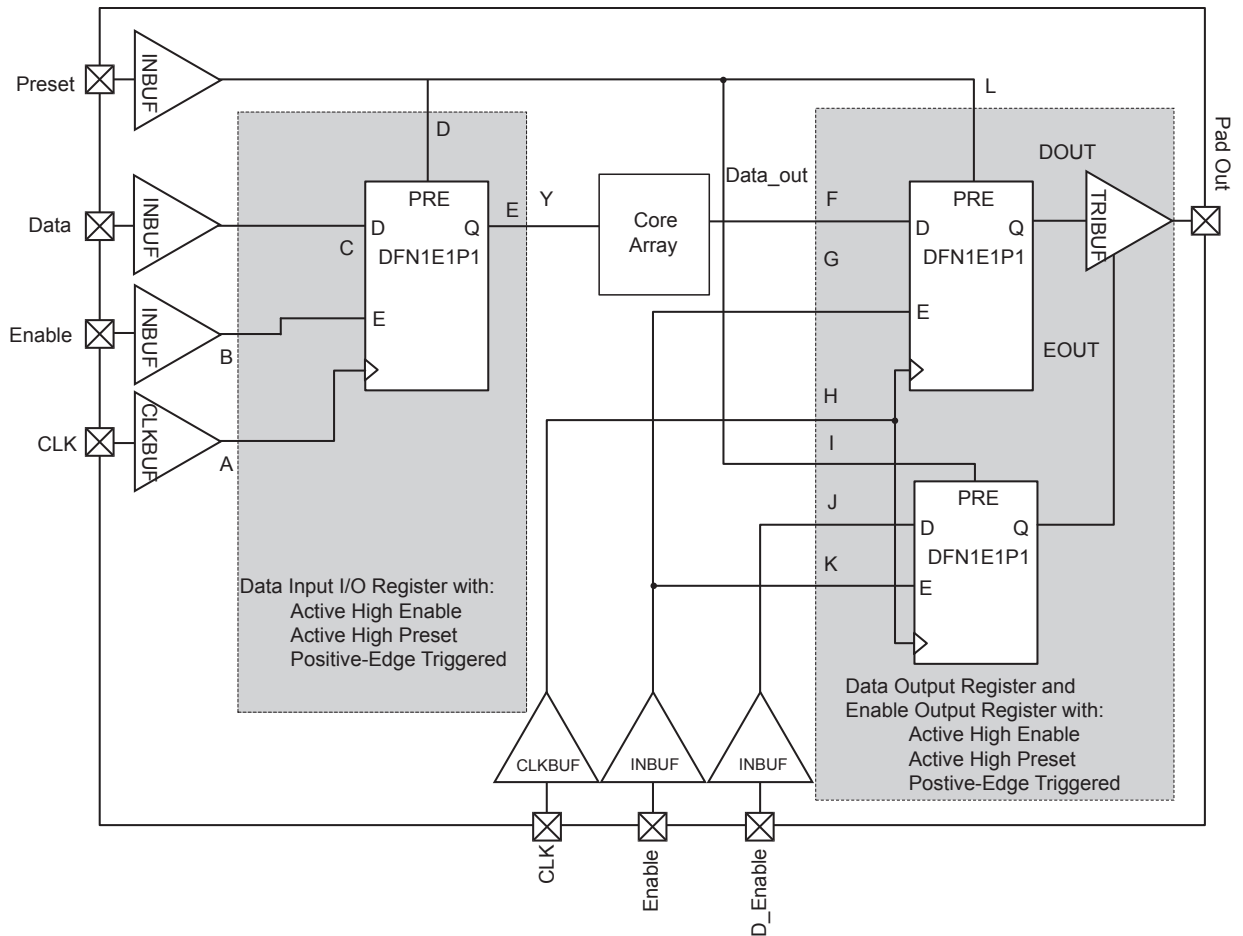 Preset
INBUF
L
D
Pad Out
Data
INBUF
PRE
D
Q
C
DFN1E1P1
E
E
Y
Core
Array
Data_out
F
G
PRE
D
Q
DFN1E1P1
E
DOUT
TRIBUF
EOUT
Enable
INBUF
B
CLK
CLKBUF
A
H
I
J
K
PRE
D
Q
DFN1E1P1
E
Data Input I/O Register with:
Active High Enable
Active High Preset
Positive-Edge Triggered
Data Output Register and
Enable Output Register with:
Active High Enable
Active High Preset
Postive-Edge Triggered
CLKBUF
INBUF
INBUF
CLK
Enable
D_Enable